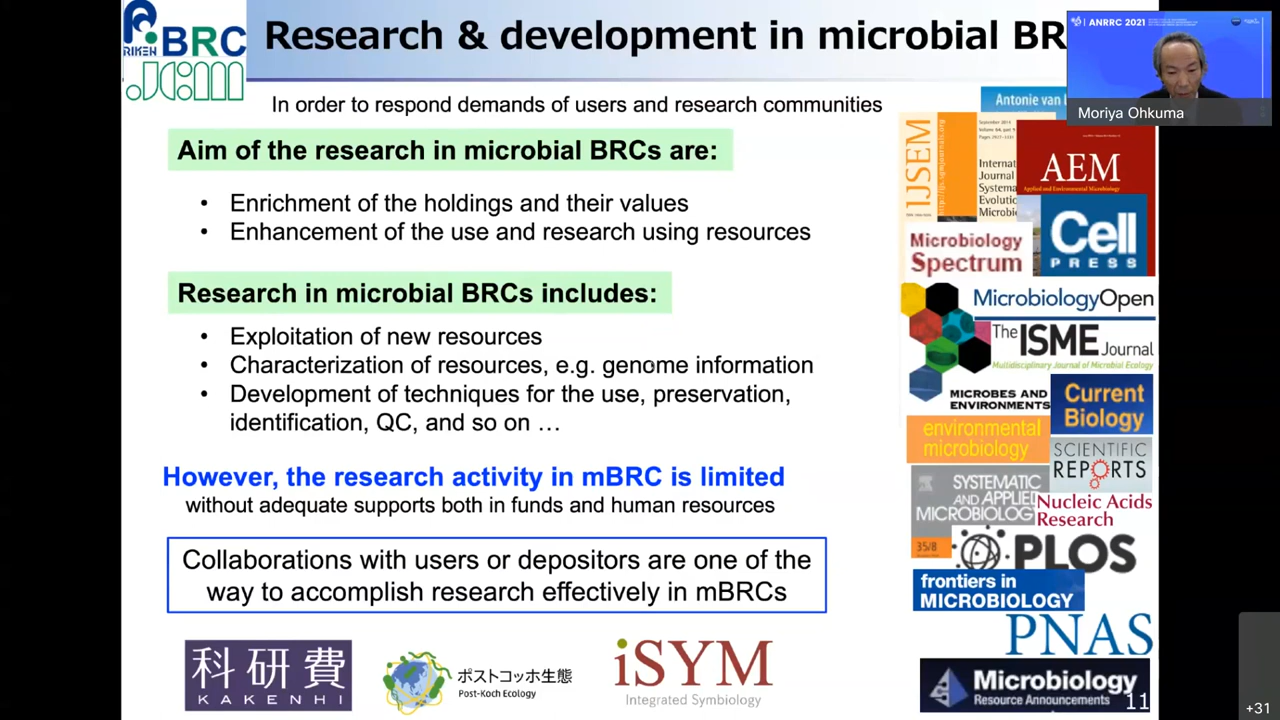 RIKEN BRC
JCM
Research & development in microbial BR
ANRRC 2021
Moriya Ohkuma
In order to respond demands of users and research communities
Aim of the research in microbial BRCs are:
• Enrichment of the holdings and their values
• Enhancement of the use and research using resources
Research in microbial BRCs includes:
• Exploitation of new resources
• Characterization of resources, e.g. genome information
• Development of techniques for the use, preservation,
identification, QC, and so on …
However, the research activity in mBRC is limited
without adequate supports both in funds and human resources
Collaborations with users or depositors are one of the
way to accomplish research effectively in mBRCs
科研費
KAKENHI
ポストコッホ生態
Post-Koch Ecology
iSYM
Integrated Symbiology
Antonie van
IJSEM
Internat
Journal
Systema
Evolutio
Microbi
AEM
Applied and Environmental Microbiology
Microbiology
Spectrum
Cell
PRESS
MicrobiologyOpen
The ISME Journal
Multidisciplinary Journal of Microbial Ecology
MICROBES AND
ENVIRONMENTS
Current
Biology
environmental
microbiology
SCIENTIFIC
REPORTS
SYSTEMATIC
AND APPLIED
MICROBIOLOGY
35/8
Nucleic Acids
Research
PLOS
frontiers in
MICROBIOLOGY
PNAS
Microbiology
Resource Announcements
11
+31